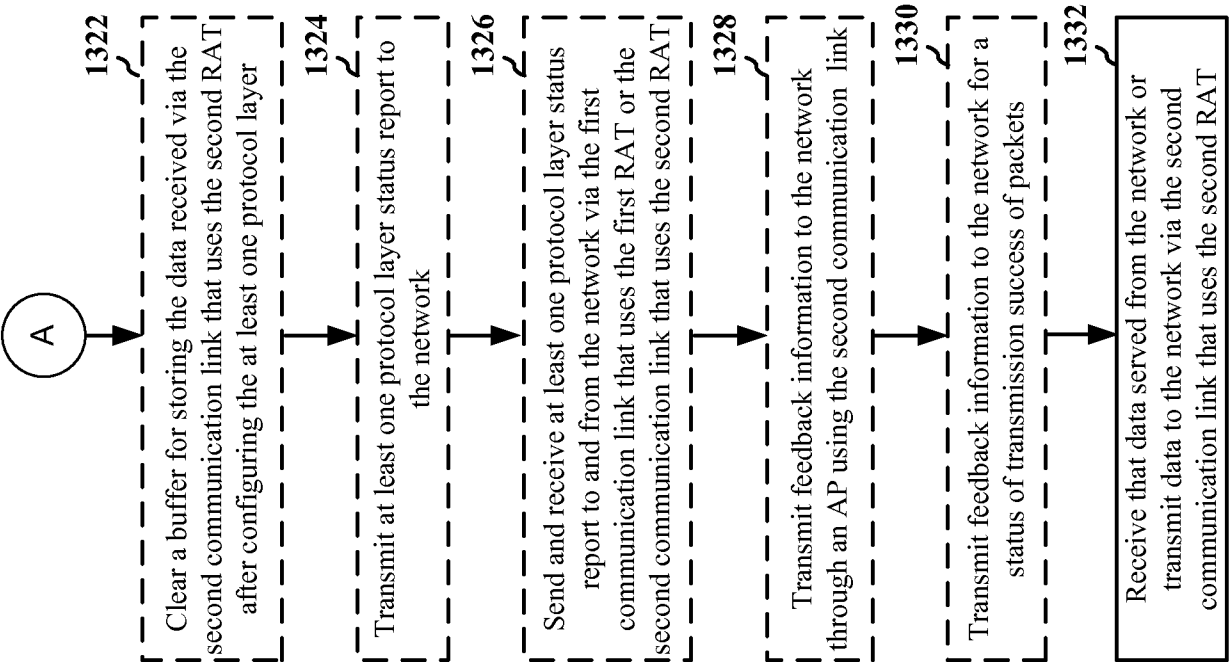 A
1322
Clear a buffer for storing the data received via the
second communication link that uses the second RAT
after configuring the at least one protocol layer
1324
Transmit at least one protocol layer status report to
the network
1326
Send and receive at least one protocol layer status
report to and from the network via the first
communication link that uses the first RAT or the
second communication link that uses the second RAT
1328
Transmit feedback information to the network
through an AP using the second communication link
1330
Transmit feedback information to the network for a
status of transmission success of packets
1332
Receive that data served from the network or
transmit data to the network via the second
communication link that uses the second RAT